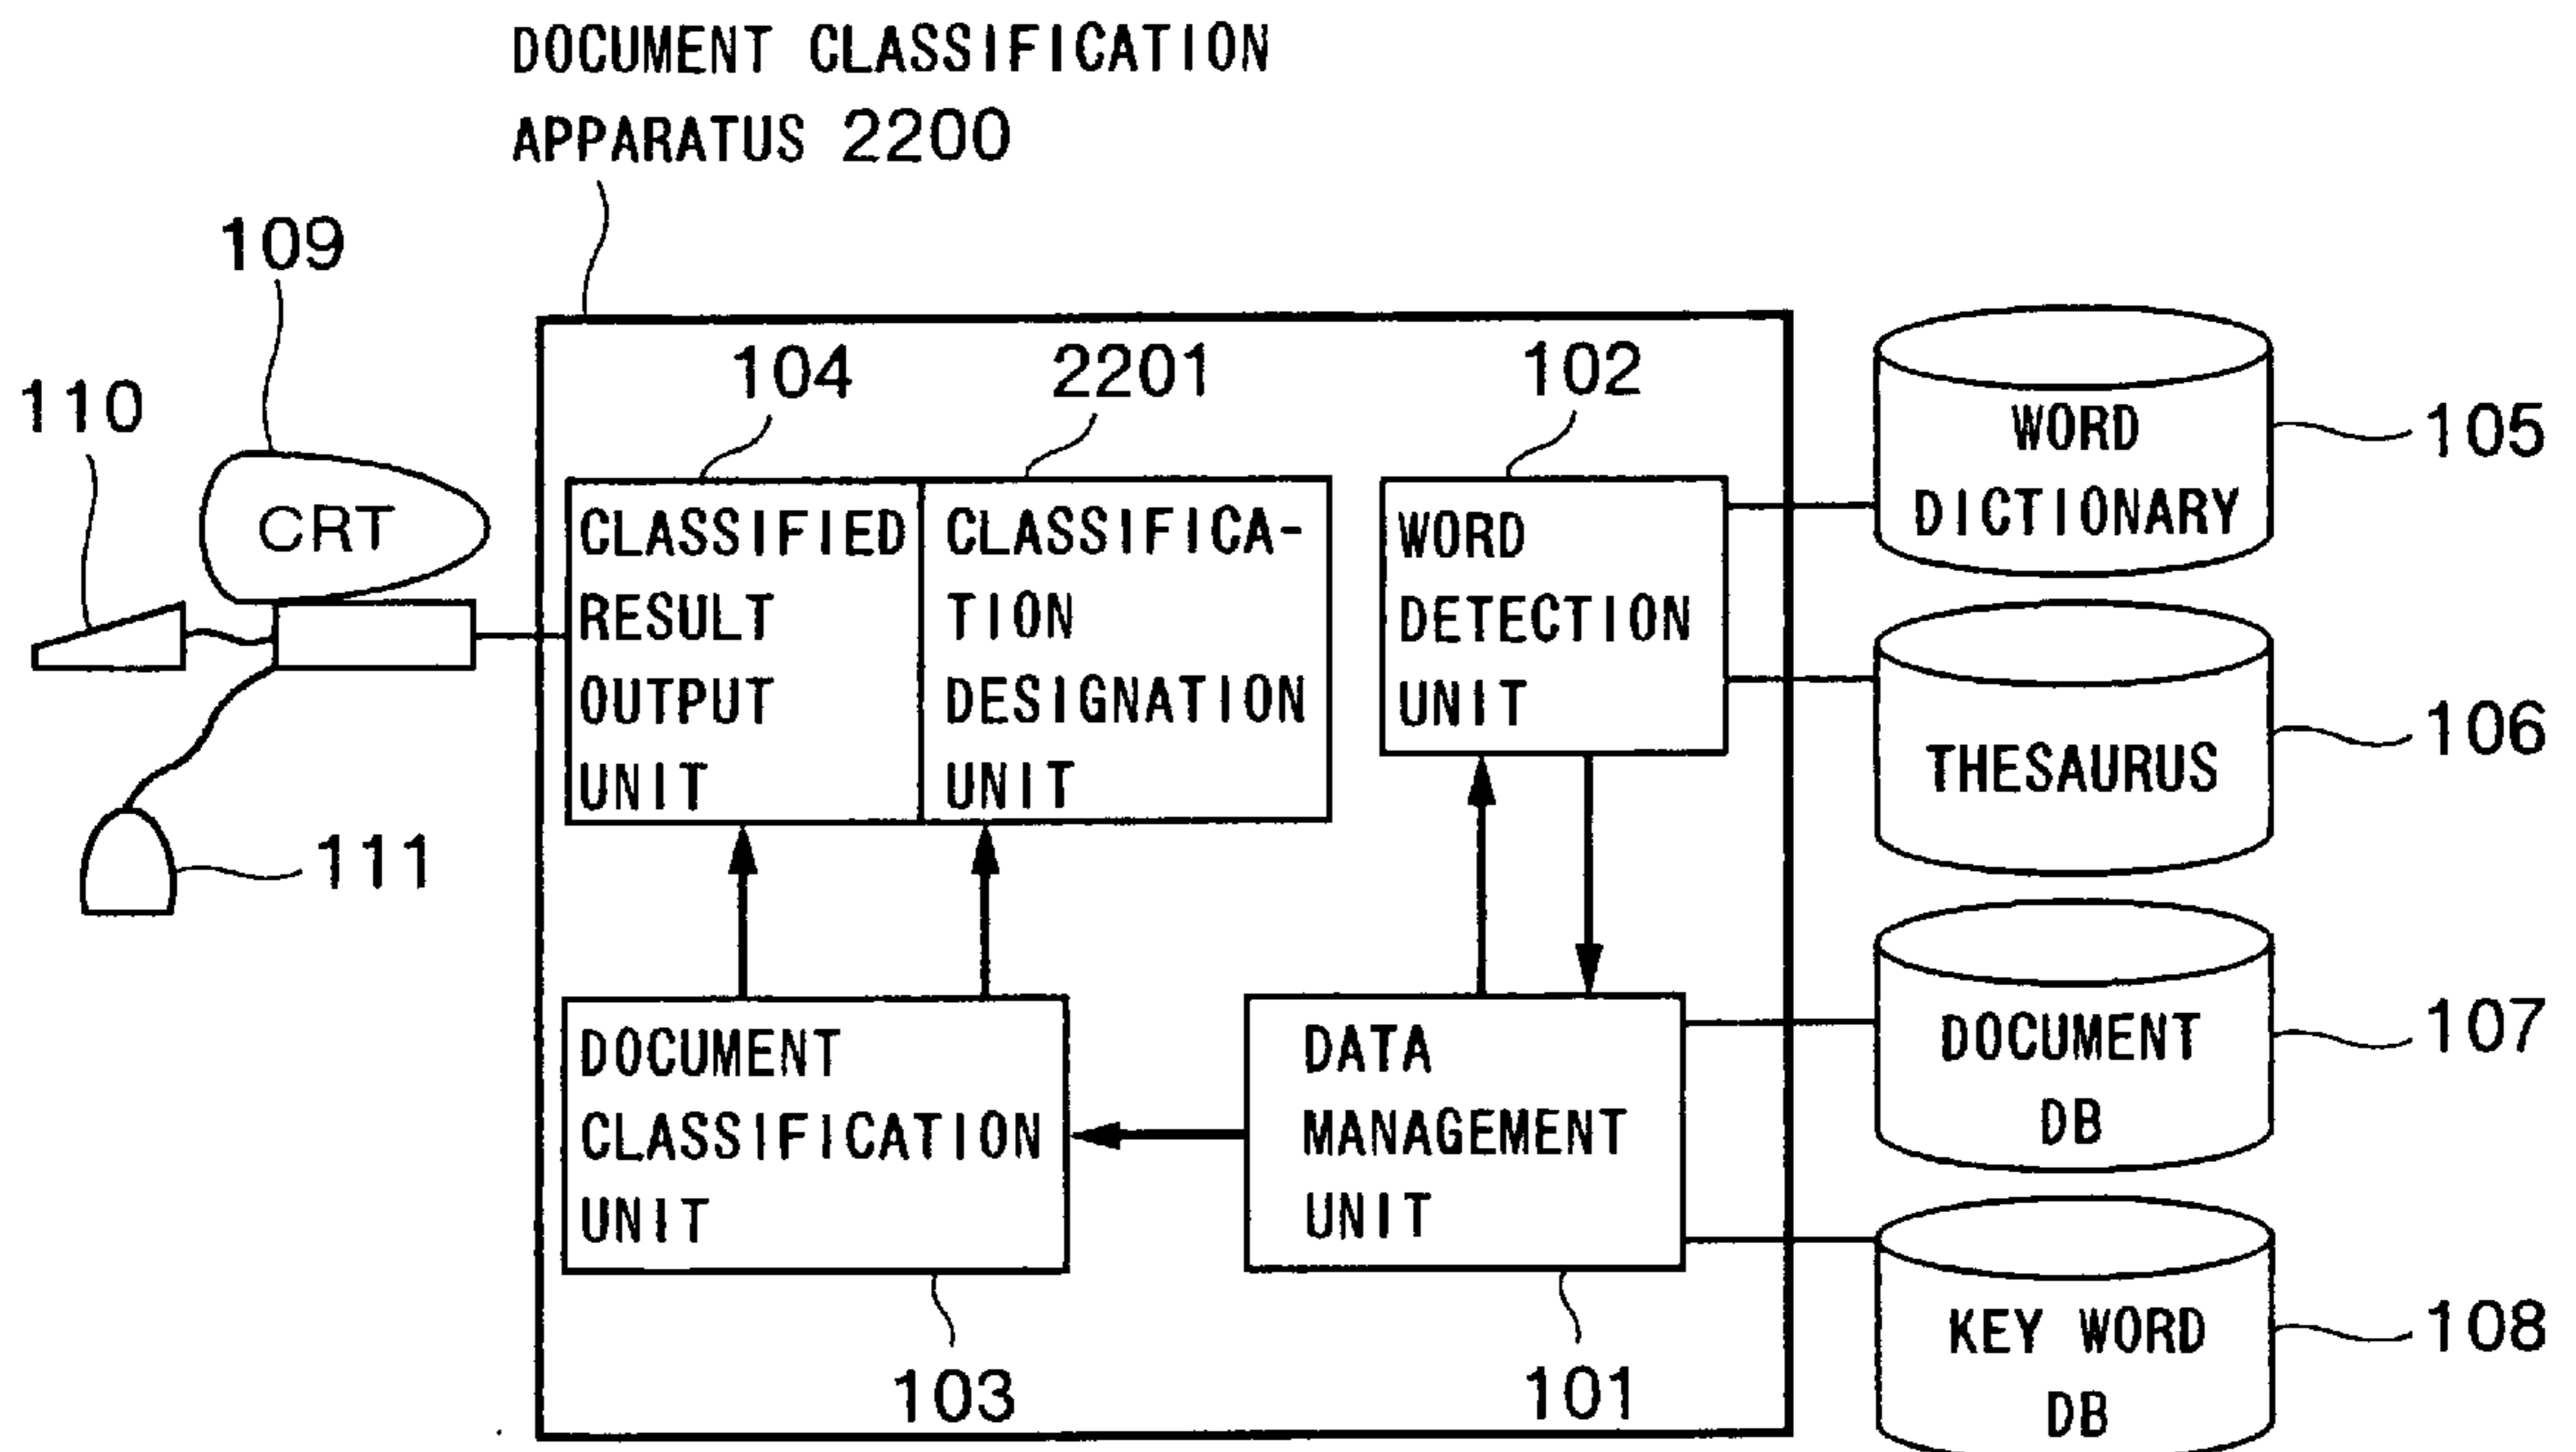 DOCUMENT CLASSIFICATION
APPARATUS 2200
109
110
CRT
111
104
2201
102
CLASSIFIED
RESULT
OUTPUT
UNIT
CLASSIFICA-
TION
DESIGNATION
UNIT
WORD
DETECTION
UNIT
DOCUMENT
CLASSIFICATION
UNIT
103
DATA
MANAGEMENT
UNIT
101
WORD
DICTIONARY
105
THESAURUS
106
DOCUMENT
DB
107
KEY WORD
DB
108